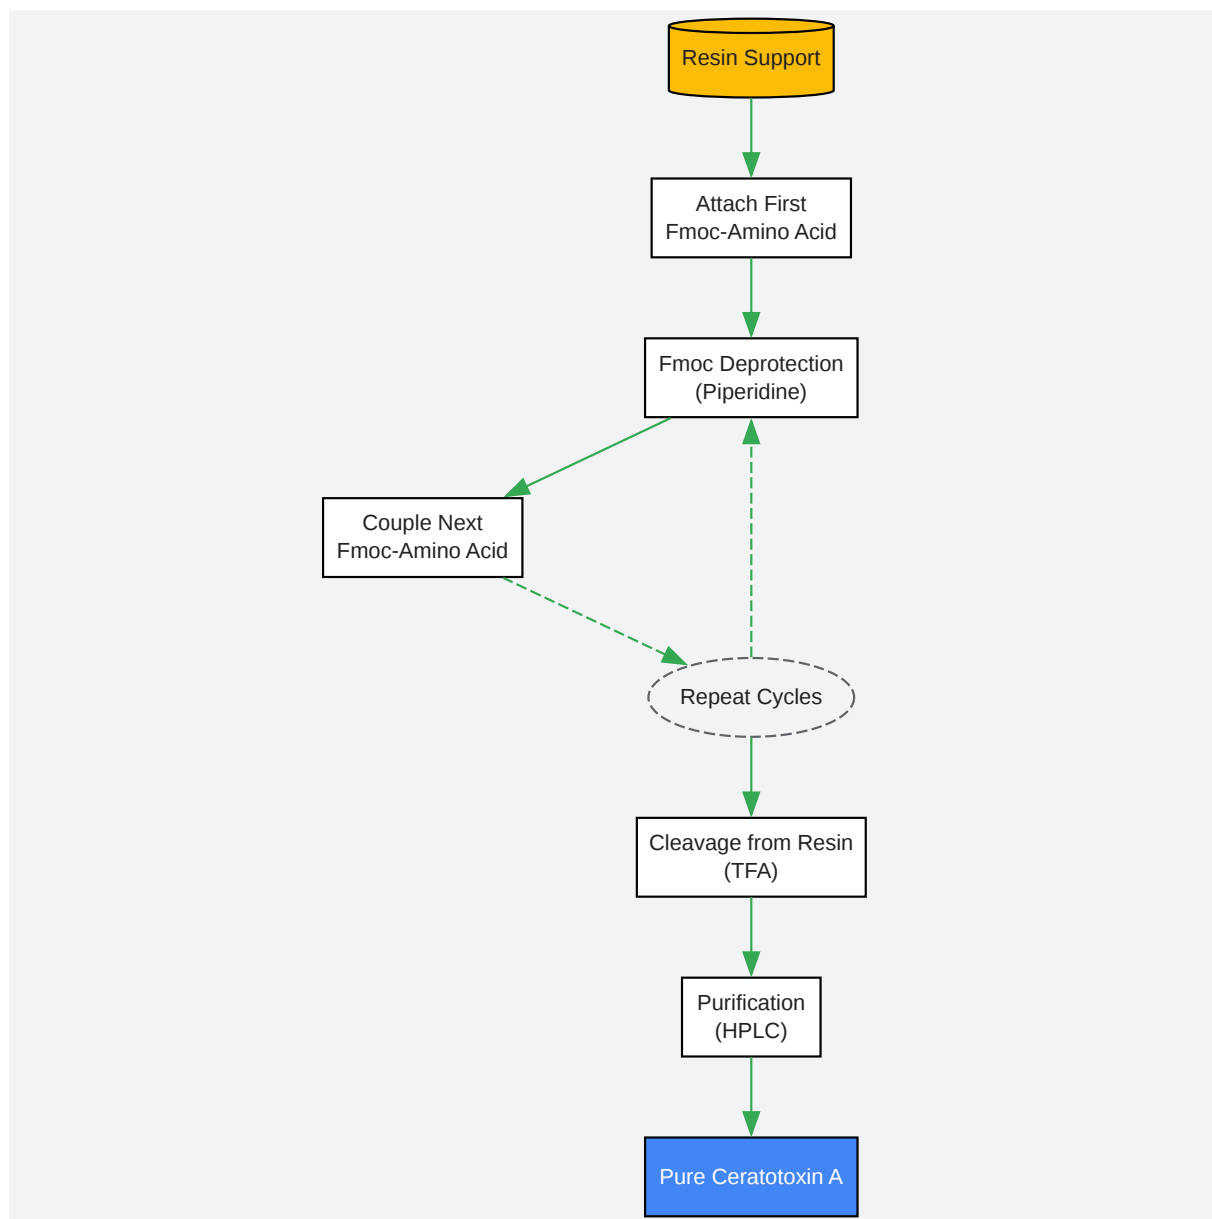 Resin Support
Attach First
Fmoc-Amino Acid
Fmoc Deprotection
(Piperidine)
Couple Next
Fmoc-Amino Acid
Repeat Cycles
Cleavage from Resin
(TFA)
Purification
(HPLC)
Pure Ceratotoxin A